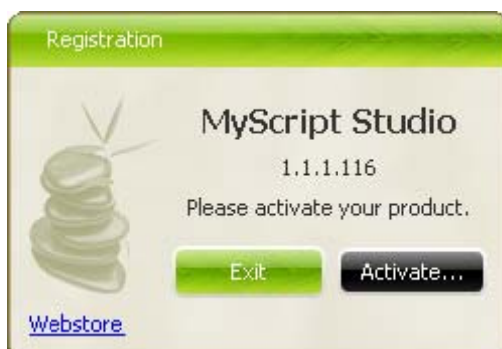 Registration
MyScript Studio
1.1.1.116
Please activate your product.
Exit
Activate...
Webstore